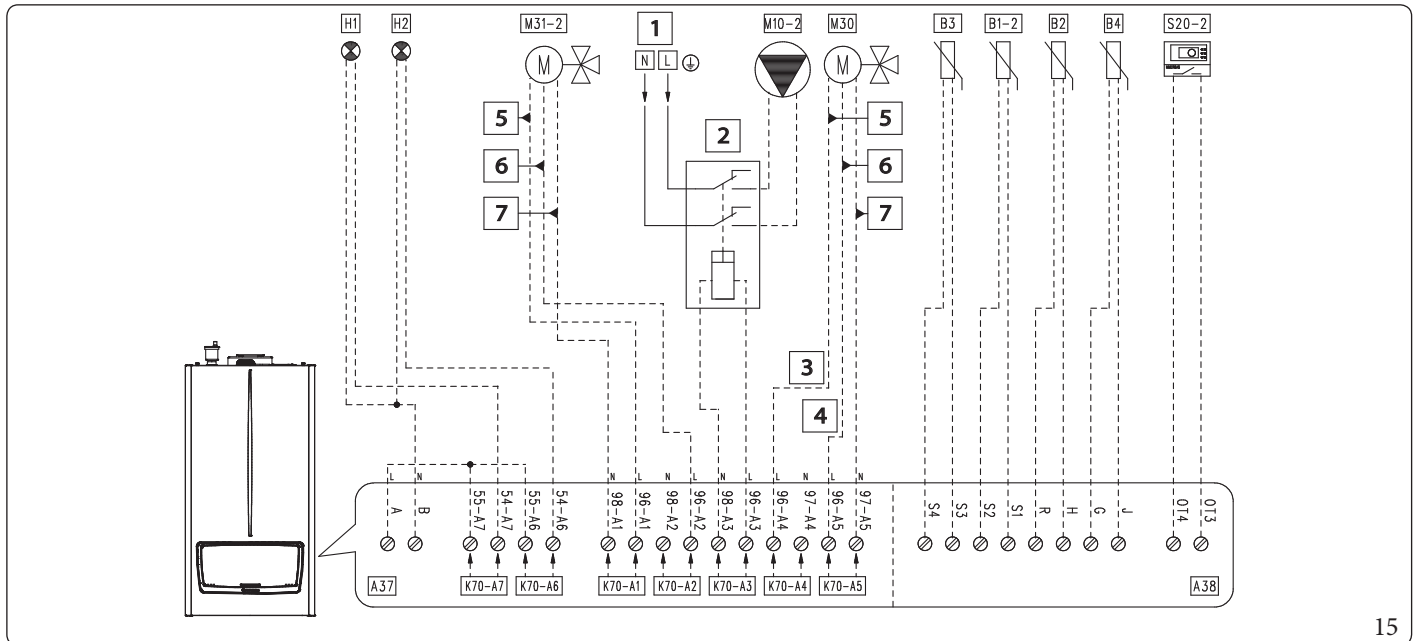 H1 H2 M31-2 1 M10-2 M30 B3 B1-2 B2 B4 S20-2
N L
M M
5 2 5
6 6
7 7
3
4
L N N L N L N L L N L N
A B 55-A7 54-A7 55-A6 54-A6 98-A1 96-A1 98-A2 96-A2 98-A3 96-A3 96-A4 97-A4 96-A5 97-A5 S4 S3 S2 S1 R H G J OT4 OT3
A37 K70-A7 K70-A6 K70-A1 K70-A2 K70-A3 K70-A4 K70-A5 A38
15